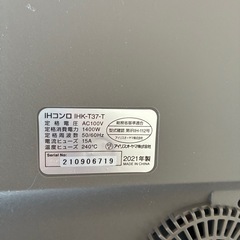 IHコンロ IHK-T37-T
定格電圧 AC100V
定格消費電力 1400W
定格周波数 50/60Hz
電流ヒューズ 15A
温度ヒューズ 240℃
アイリスオーヤマ株式会社
2021年製
MADE IN CHINA
210906719